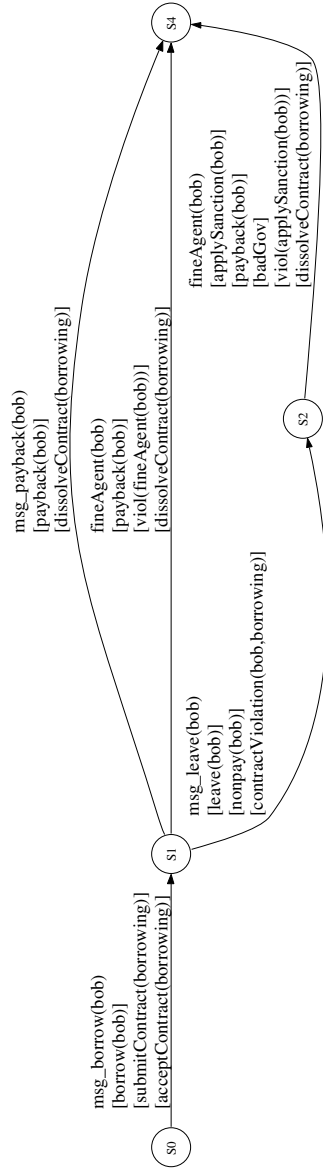 S0
msg_borrow(bob)
[borrow(bob)]
[submitContract(borrowing)]
[acceptContract(borrowing)]
S1
msg_payback(bob)
[payback(bob)]
[dissolveContract(borrowing)]
fineAgent(bob)
[payback(bob)]
[viol(fineAgent(bob))]
[dissolveContract(borrowing)]
msg_leave(bob)
[leave(bob)]
[nonpay(bob)]
[contractViolation(bob,borrowing)]
S2
fineAgent(bob)
[applySanction(bob)]
[payback(bob)]
[badGov]
[viol(applySanction(bob))]
[dissolveContract(borrowing)]
S4